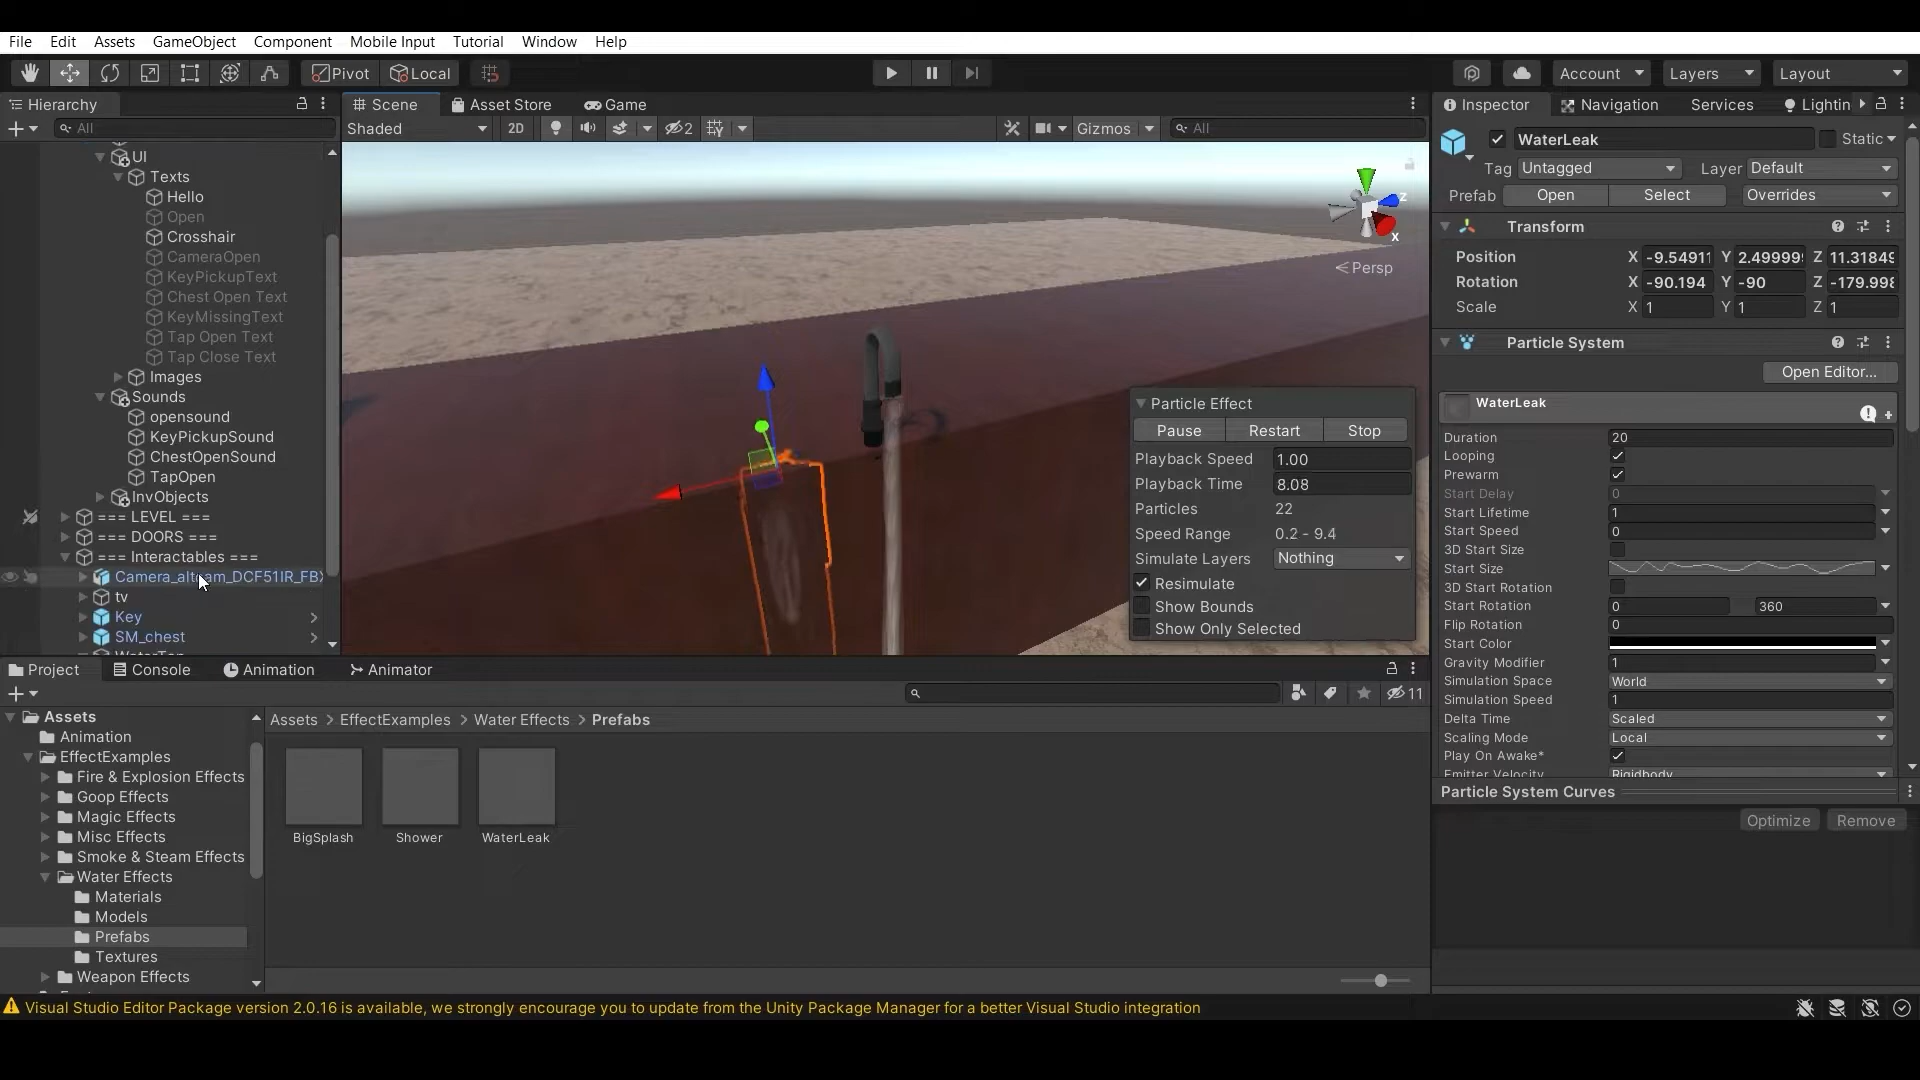 File Edit Assets GameObject Component Mobile Input Tutorial Window Help
Pivot Local Account Layers Layout
Hierarchy
All
UI
Texts
Hello
Open
Crosshair
CameraOpen
KeyPickupText
Chest Open Text
KeyMissingText
Tap Open Text
Tap Close Text
Images
Sounds
opensound
KeyPickupSound
ChestOpenSound
TapOpen
InvObjects
=== LEVEL ===
=== DOORS ===
=== Interactables ===
Camera_alteam_DCF51IR_FBX
tv
Key
SM_chest
Scene Asset Store Game
Shaded 2D 2 Gizmos All
Y
z
x
Persp
Particle Effect
Pause Restart Stop
Playback Speed 1.00
Playback Time 8.08
Particles 22
Speed Range 0.2 - 9.4
Simulate Layers Nothing
Resimulate
Show Bounds
Show Only Selected
Inspector Navigation Services Lightin
WaterLeak Static
Tag Untagged Layer Default
Prefab Open Select Overrides
Transform
Position X -9.54911 Y 2.499999 Z 11.31849
Rotation X -90.194 Y -90 Z -179.998
Scale X 1 Y 1 Z 1
Particle System
Open Editor...
WaterLeak
Duration 20
Looping
Prewarm
Start Delay 0
Start Lifetime 1
Start Speed 0
3D Start Size
Start Size
3D Start Rotation
Start Rotation 0 360
Flip Rotation 0
Start Color
Gravity Modifier 1
Simulation Space World
Simulation Speed 1
Delta Time Scaled
Scaling Mode Local
Play On Awake*
Emitter Velocity Rigidbody
Particle System Curves
Optimize Remove
Project Console Animation Animator
11
Assets
Animation
EffectExamples
Fire & Explosion Effects
Goop Effects
Magic Effects
Misc Effects
Smoke & Steam Effects
Water Effects
Materials
Models
Prefabs
Textures
Weapon Effects
Assets > EffectExamples > Water Effects > Prefabs
BigSplash Shower WaterLeak
Visual Studio Editor Package version 2.0.16 is available, we strongly encourage you to update from the Unity Package Manager for a better Visual Studio integration